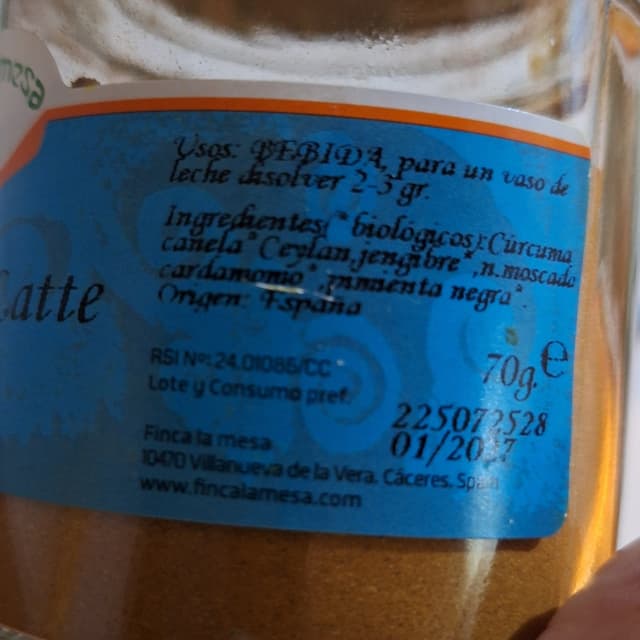 Usos: BEBIDA, para un vaso de
leche disolver 2-3 gr.
Ingredientes( *biológicos):Cúrcuma
canela* Ceylan,jengibre*,n.moscada
cardamomo*,pimienta negra*.
Origen: España
Latte
RSI Nº:24.01086/CC
Lote y Consumo pref.
70g.e
225072528
01/2027
Finca la mesa
10470 Villanueva de la Vera. Cáceres. Spain
www.fincalamesa.com